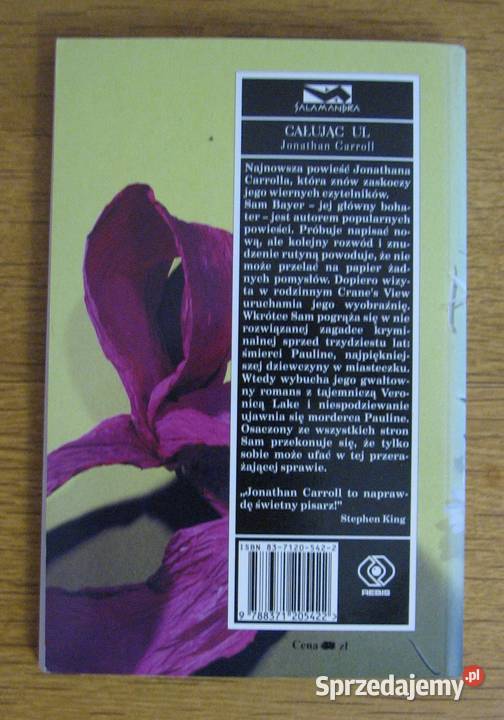 SALAMANDRA
CAŁUJĄC UL
Jonathan Carroll
Najnowsza powieść Jonathana
Carrolla, która znów zaskoczy
jego wiernych czytelników.
Sam Bayer – jej główny boha-
ter – jest autorem popularnych
powieści. Próbuje napisać no-
wą, ale kolejny rozwód i znu-
dzenie rutyną powoduje, że nie
może przelać na papier żad-
nych pomysłów. Dopiero wizy-
ta w rodzinnym Crane's View
uruchamia jego wyobraźnię.
Wkrótce Sam pogrąża się w nie
rozwiązanej zagadce krymi-
nalnej sprzed trzydziestu lat:
śmierci Pauline, najpiękniej-
szej dziewczyny w miasteczku.
Wtedy wybucha jego gwałtow-
ny romans z tajemniczą Vero-
nicą Lake i niespodziewanie
ujawnia się morderca Pauline.
Osaczony ze wszystkich stron
Sam przekonuje się, że tylko
sobie może ufać w tej przera-
żającej sprawie.
„Jonathan Carroll to napraw-
dę świetny pisarz!"
Stephen King
ISBN 83-7120-542-2
9 788371 205422 >
REBIS
Cena zł
Sprzedajemy.pl